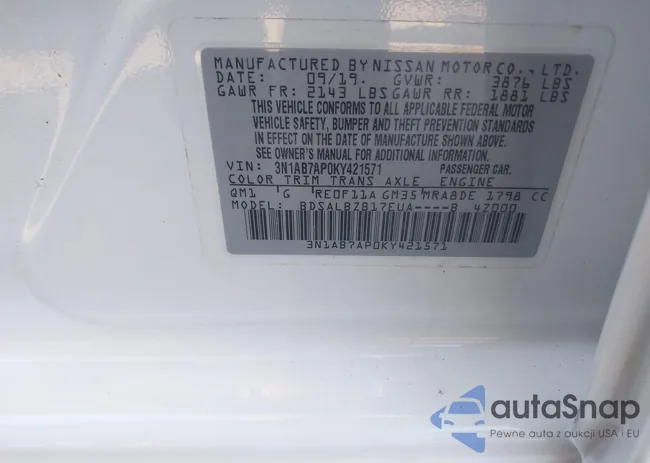 MANUFACTURED BY NISSAN MOTOR CO., LTD.
DATE: 09/19. GVWR: 3876 LBS
GAWR FR: 2143 LBS GAWR RR: 1881 LBS
THIS VEHICLE CONFORMS TO ALL APPLICABLE FEDERAL MOTOR
VEHICLE SAFETY, BUMPER AND THEFT PREVENTION STANDARDS
IN EFFECT ON THE DATE OF MANUFACTURE SHOWN ABOVE.
SEE OWNER'S MANUAL FOR ADDITIONAL INFORMATION.
VIN: 3N1AB7AP0KY421571 PASSENGER CAR.
COLOR TRIM TRANS AXLE ENGINE
QM1 G RE0F11A GM35 MRA8DE 1798 CC
MODEL: BDSALBZB17EUA----B 4Z000
3N1AB7AP0KY421571
autaSnap
Pewne auta z aukcji USA i EU